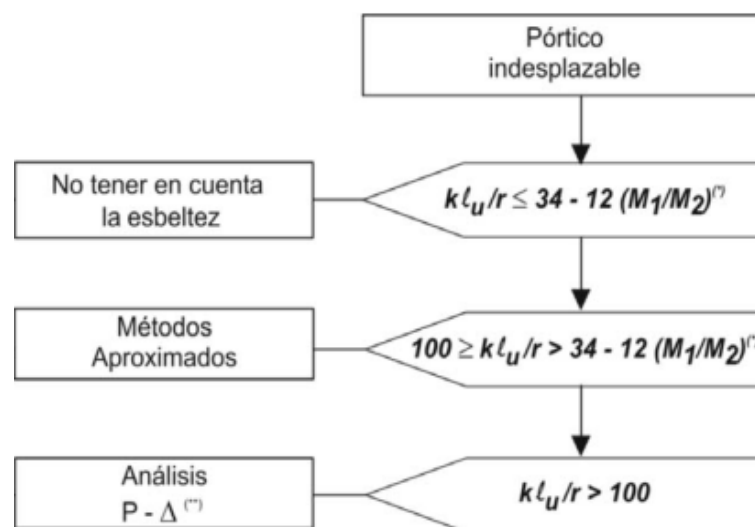 Pórtico
indesplazable
No tener en cuenta
la esbeltez
kℓu/r ≤ 34 - 12 (M1/M2)(*)
Métodos
Aproximados
100 ≥ kℓu/r > 34 - 12 (M1/M2)(*)
Análisis
P - Δ (**)
kℓu/r > 100